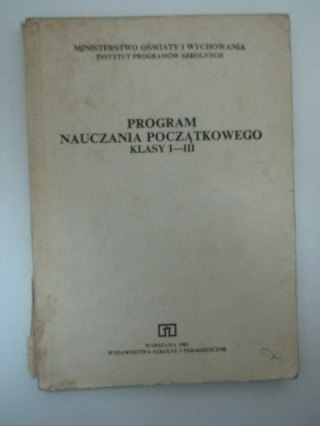 MINISTERSTWO OŚWIATY I WYCHOWANIA
INSTYTUT PROGRAMÓW SZKOLNYCH
PROGRAM
NAUCZANIA POCZĄTKOWEGO
KLASY I—III
WARSZAWA
WYDAWNICTWA SZKOLNE I PEDAGOGICZNE